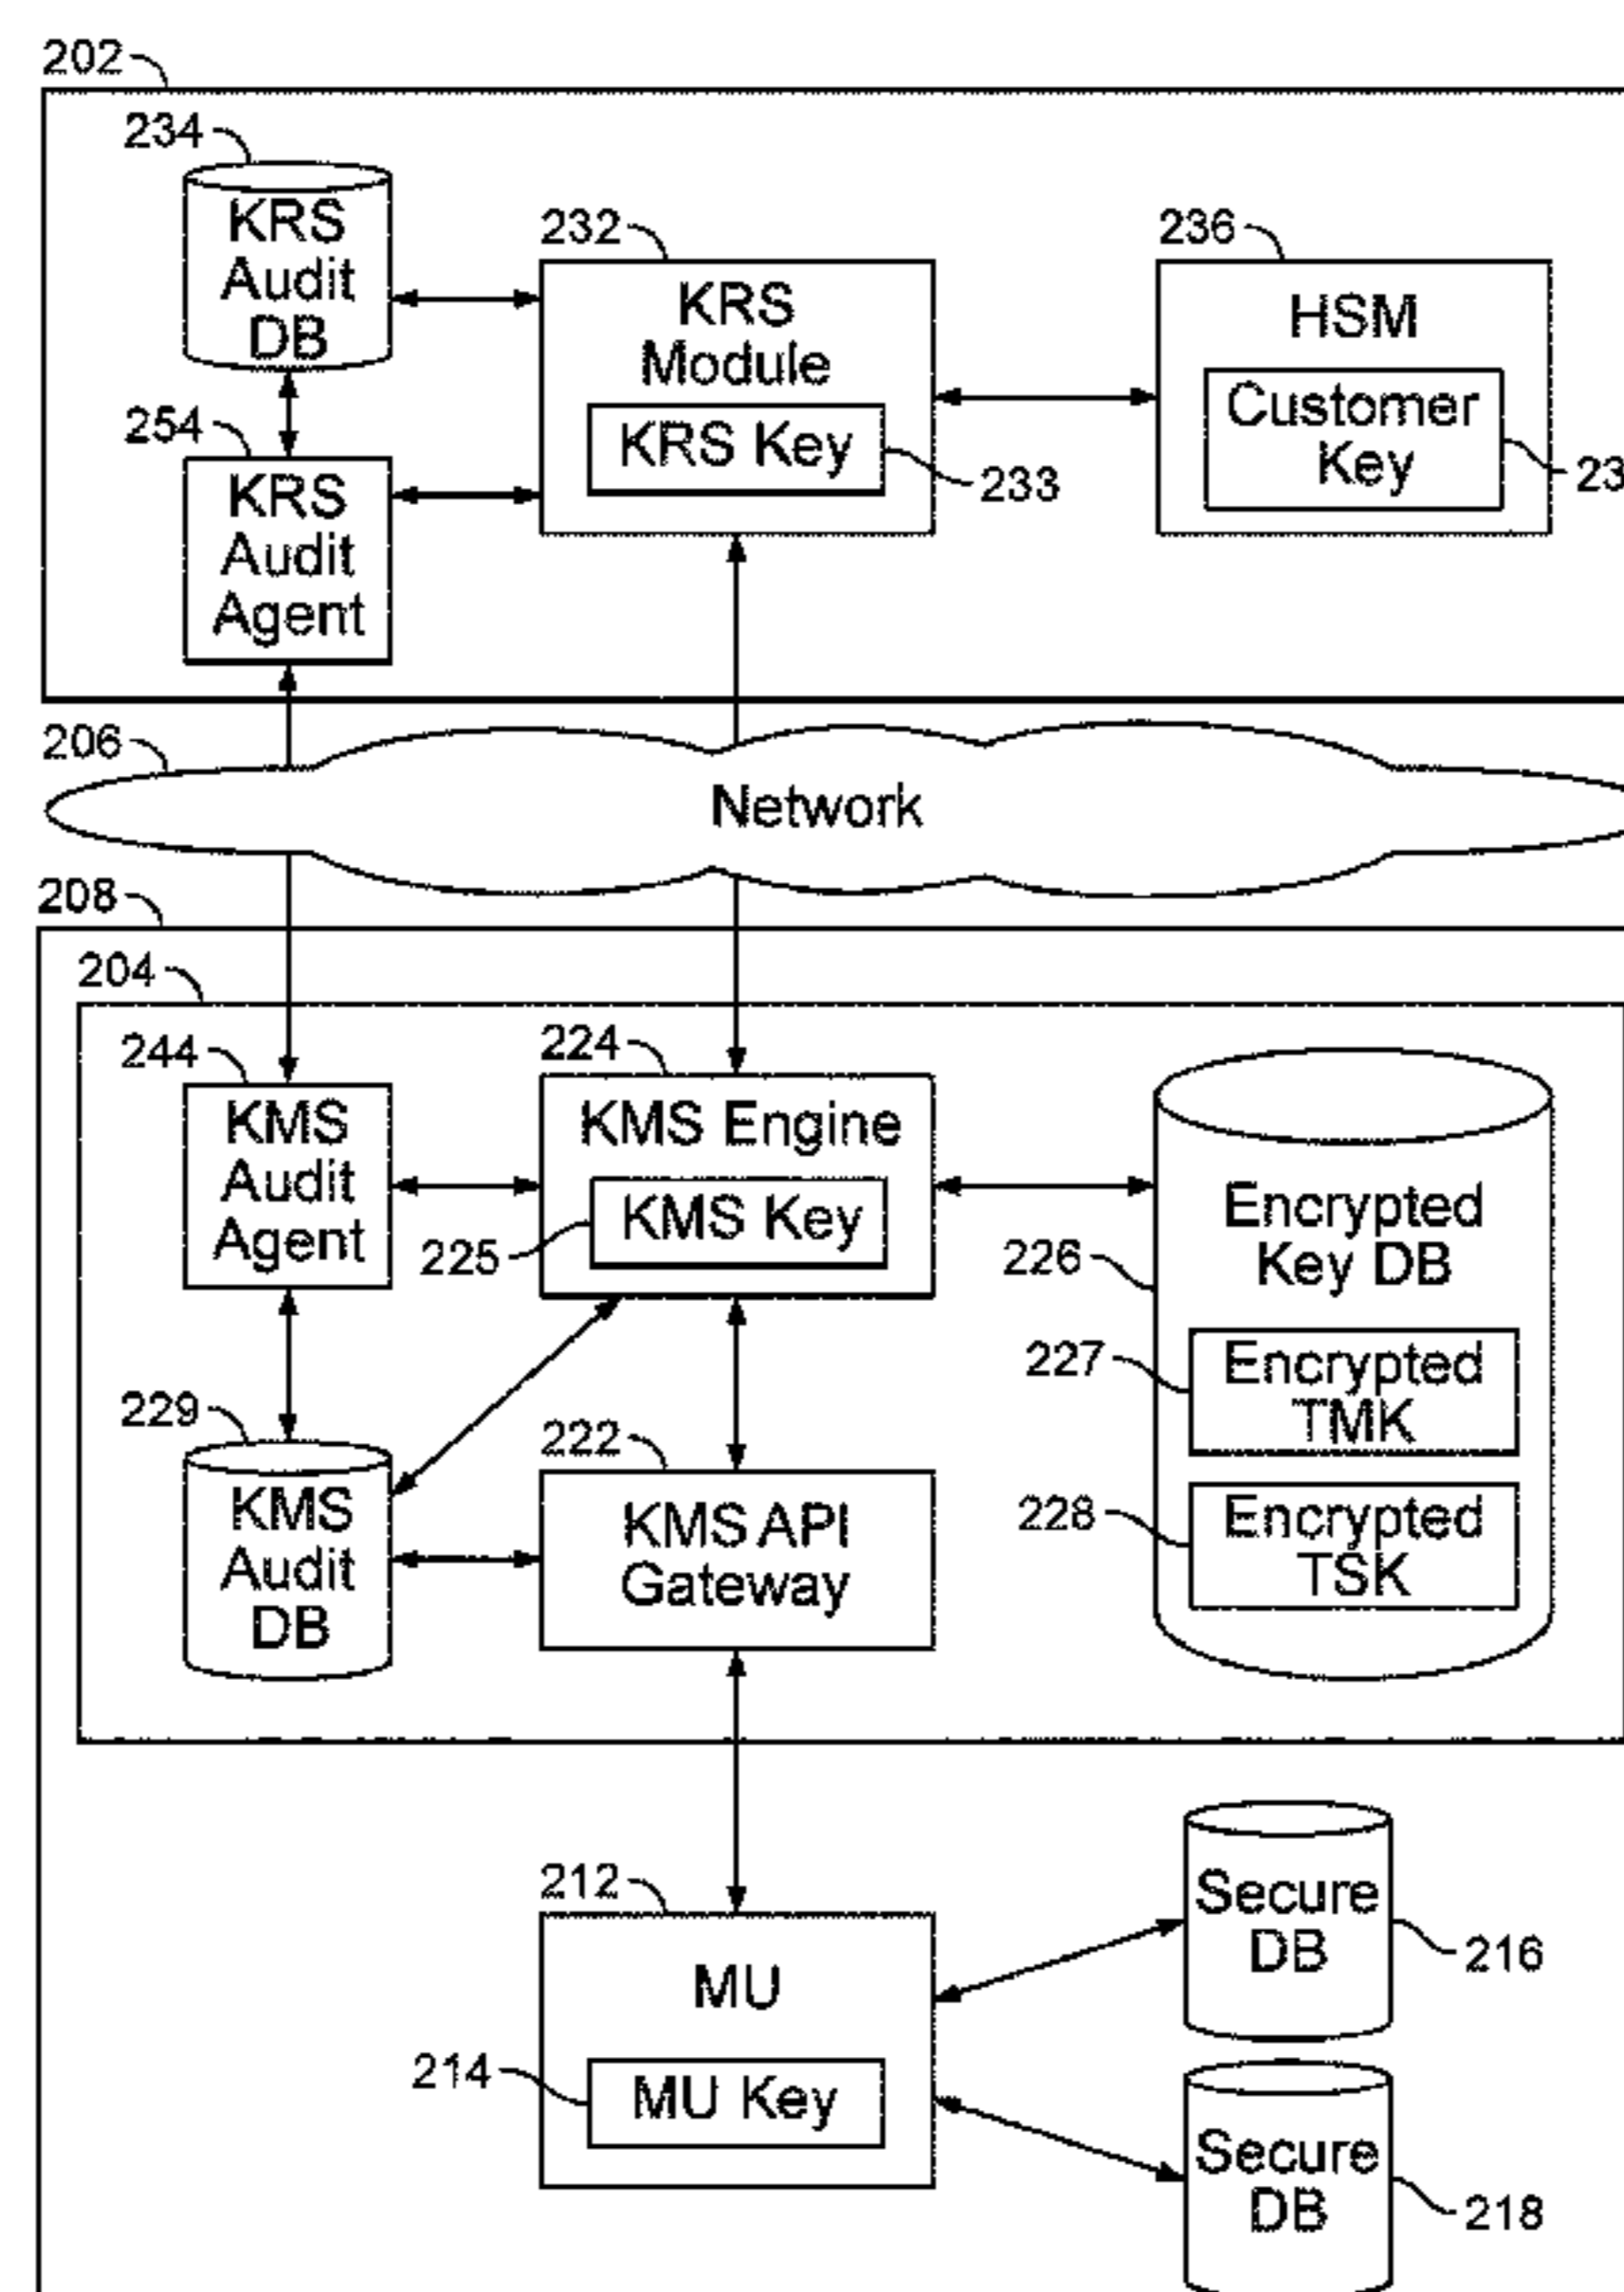 202
234
KRS
Audit
DB
232
KRS
Module
KRS Key
233
236
HSM
Customer
Key
23
254
KRS
Audit
Agent
206
Network
208
204
244
KMS
Audit
Agent
224
KMS Engine
KMS Key
225
226
Encrypted
Key DB
227
Encrypted
TMK
228
Encrypted
TSK
229
KMS
Audit
DB
222
KMS API
Gateway
212
MU
214
MU Key
Secure
DB
216
Secure
DB
218